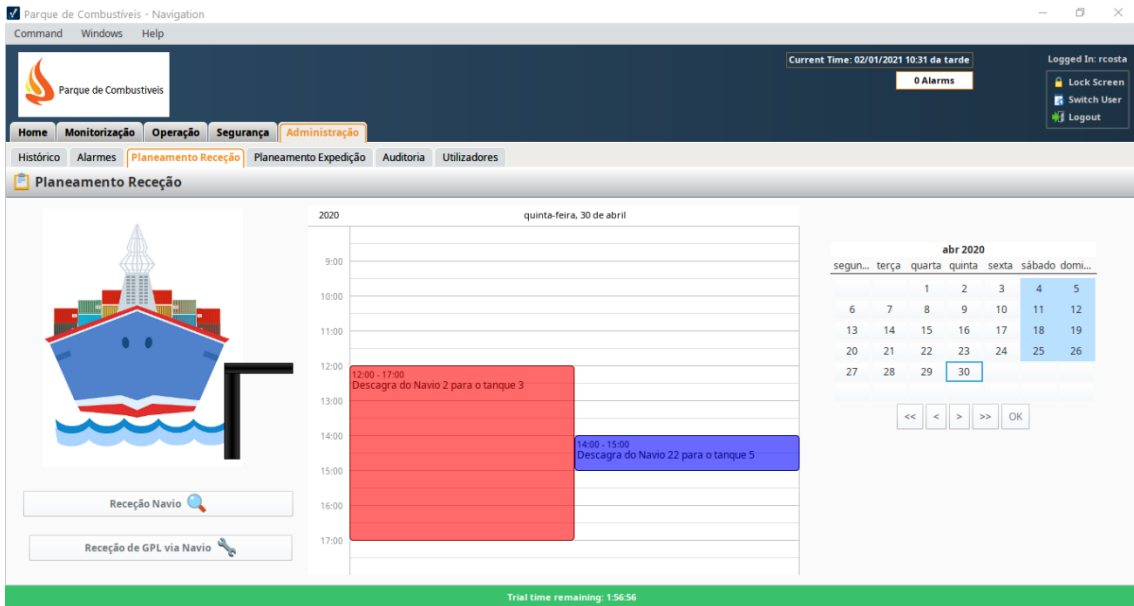 Parque de Combustíveis - Navigation
Command Windows Help
Parque de Combustiveis
Current Time: 02/01/2021 10:31 da tarde
0 Alarms
Logged In: rcosta
Lock Screen
Switch User
Logout
Home Monitorização Operação Segurança Administração
Histórico Alarmes Planeamento Receção Planeamento Expedição Auditoria Utilizadores
Planeamento Receção
2020 quinta-feira, 30 de abril
9:00
10:00
11:00
12:00
13:00
14:00
15:00
16:00
17:00
12:00 - 17:00
Descagra do Navio 2 para o tanque 3
14:00 - 15:00
Descagra do Navio 22 para o tanque 5
abr 2020
segun... terça quarta quinta sexta sábado domi...
1 2 3 4 5
6 7 8 9 10 11 12
13 14 15 16 17 18 19
20 21 22 23 24 25 26
27 28 29 30
<< < > >> OK
Receção Navio
Receção de GPL via Navio
Trial time remaining: 1:56:56